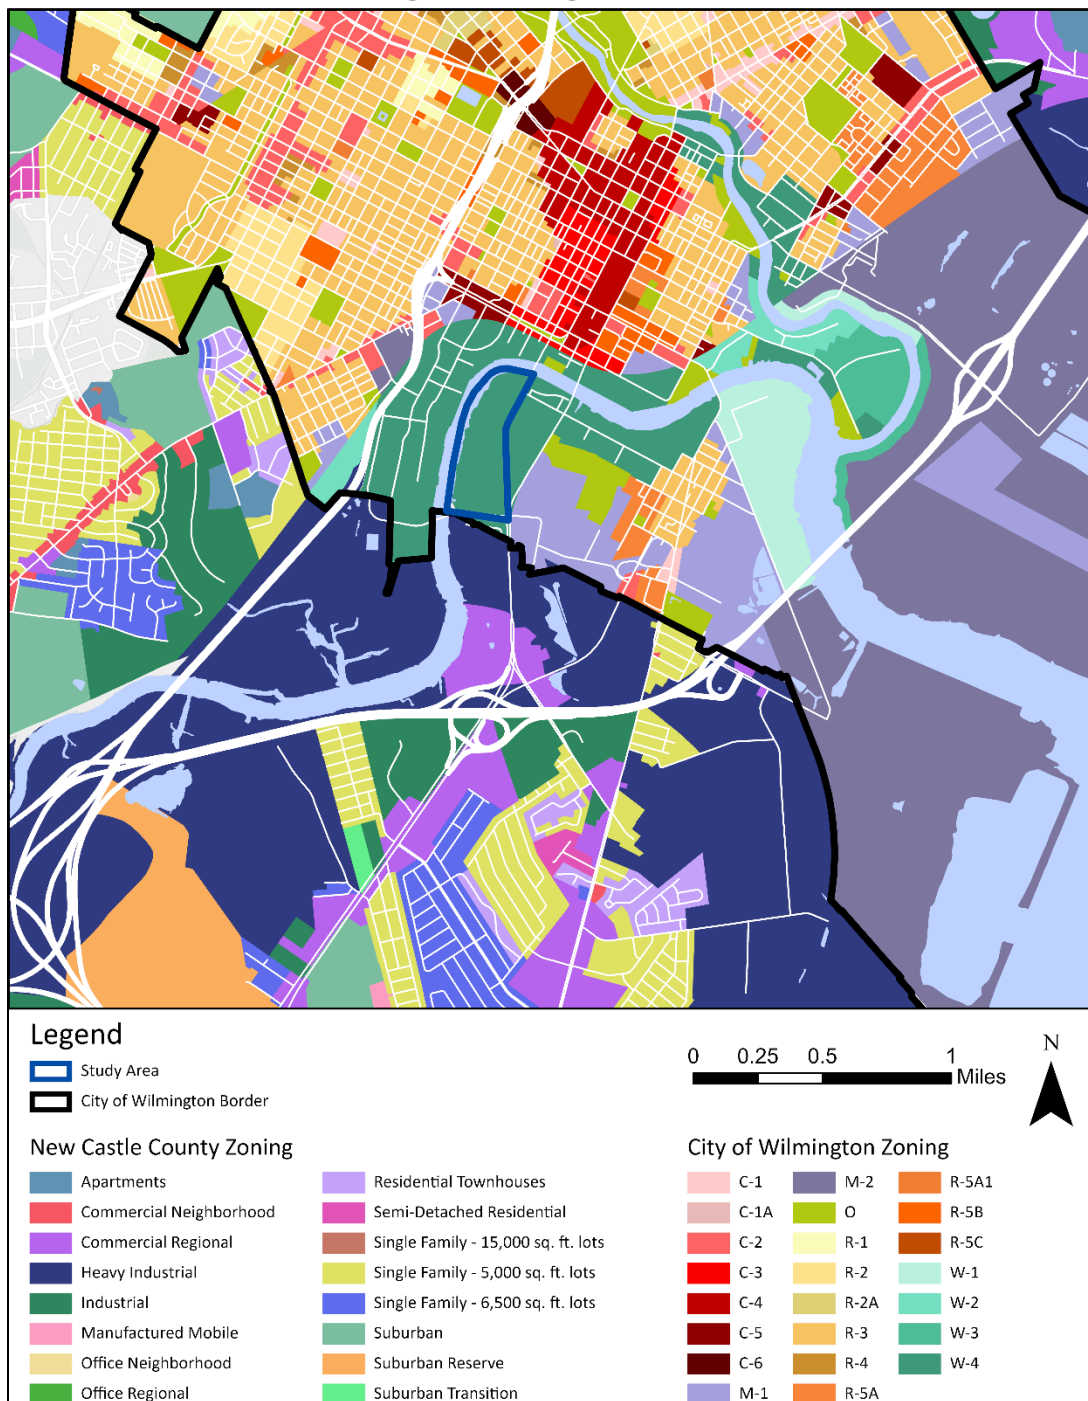 Legend
Study Area
City of Wilmington Border
0 0.25 0.5 1
Miles
N
New Castle County Zoning
Apartments
Commercial Neighborhood
Commercial Regional
Heavy Industrial
Industrial
Manufactured Mobile
Office Neighborhood
Office Regional
Residential Townhouses
Semi-Detached Residential
Single Family - 15,000 sq. ft. lots
Single Family - 5,000 sq. ft. lots
Single Family - 6,500 sq. ft. lots
Suburban
Suburban Reserve
Suburban Transition
City of Wilmington Zoning
C-1
C-1A
C-2
C-3
C-4
C-5
C-6
M-1
M-2
O
R-1
R-2
R-2A
R-3
R-4
R-5A
R-5A1
R-5B
R-5C
W-1
W-2
W-3
W-4